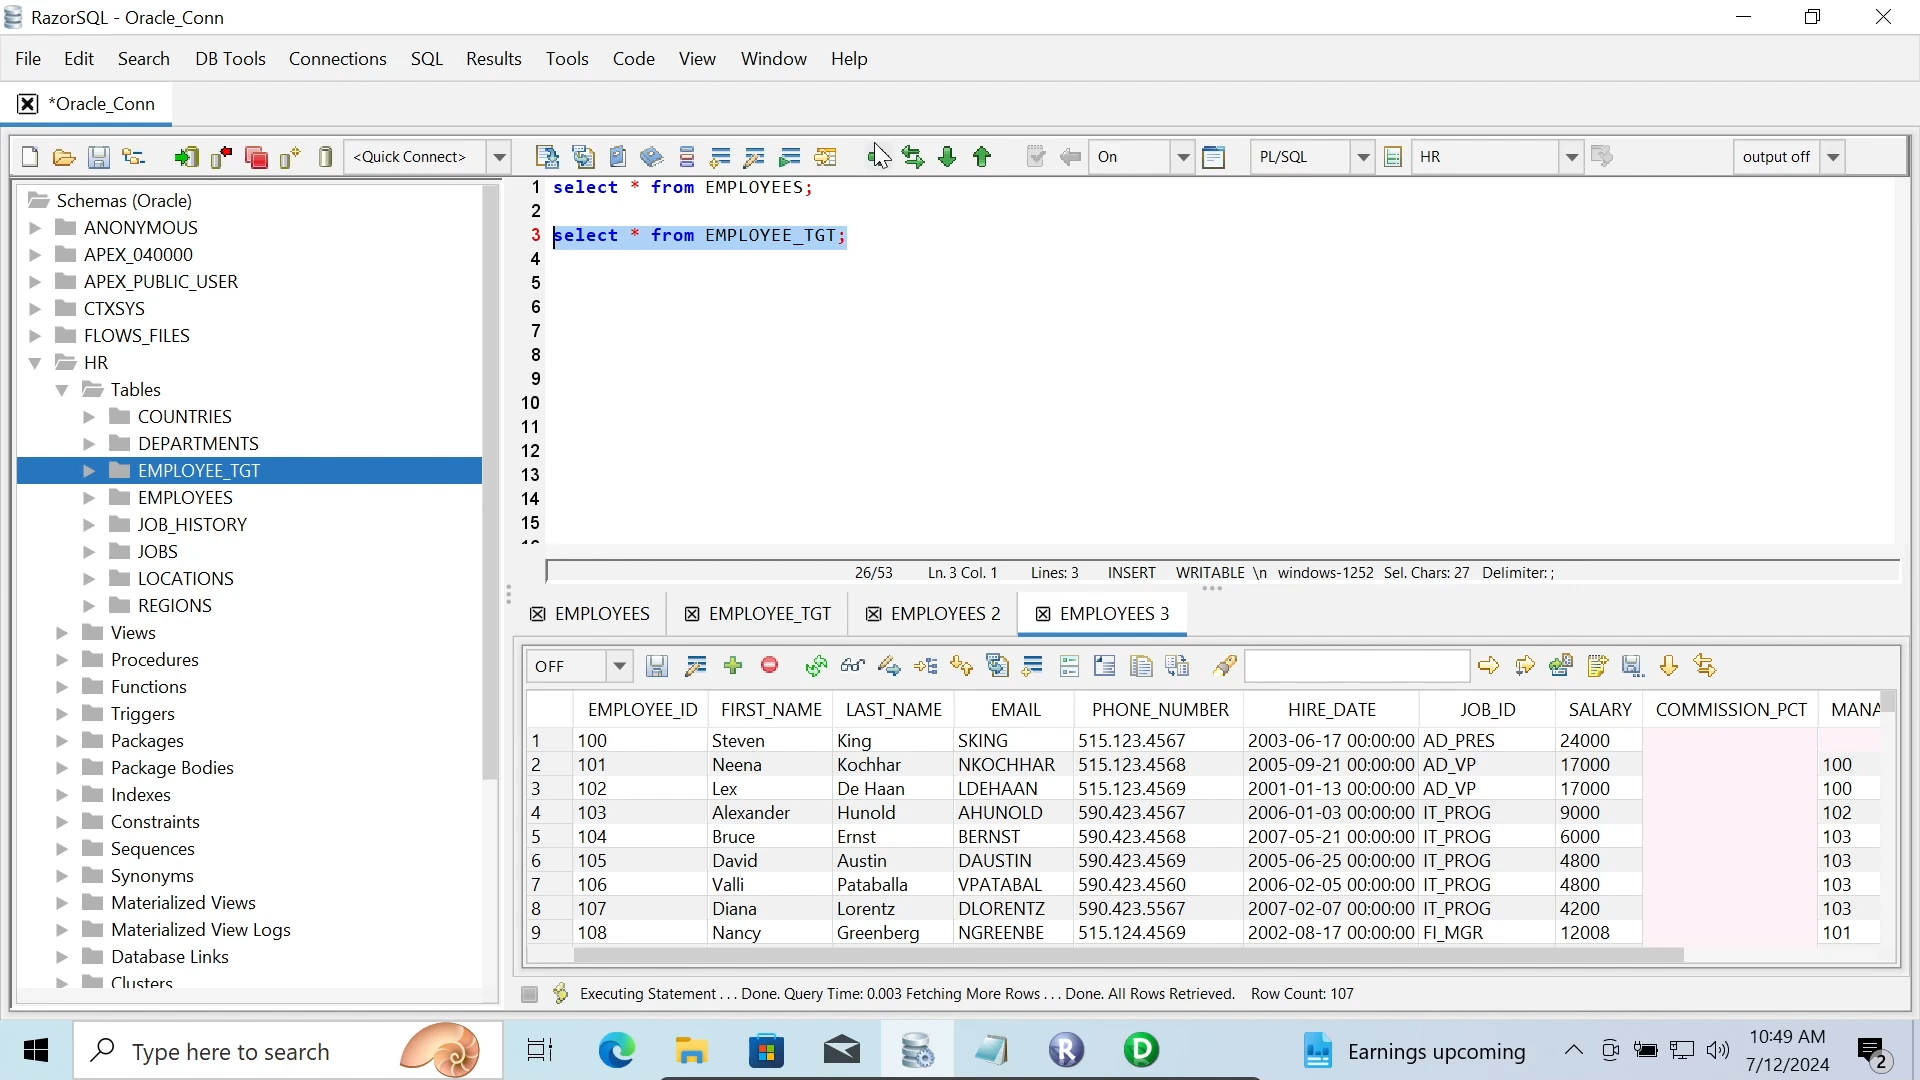 RazorSQL - Oracle_Conn
File Edit Search DB Tools Connections SQL Results Tools Code View Window Help
*Oracle_Conn
<Quick Connect> On PL/SQL HR output off
Schemas (Oracle)
ANONYMOUS
APEX_040000
APEX_PUBLIC_USER
CTXSYS
FLOWS_FILES
HR
Tables
COUNTRIES
DEPARTMENTS
EMPLOYEE_TGT
EMPLOYEES
JOB_HISTORY
JOBS
LOCATIONS
REGIONS
Views
Procedures
Functions
Triggers
Packages
Package Bodies
Indexes
Constraints
Sequences
Synonyms
Materialized Views
Materialized View Logs
Database Links
Clusters
1 select * from EMPLOYEES;
2
3 select * from EMPLOYEE_TGT;
4
5
6
7
8
9
10
11
12
13
14
15
16
26/53 Ln. 3 Col. 1 Lines: 3 INSERT WRITABLE \n windows-1252 Sel. Chars: 27 Delimiter: ;
EMPLOYEES EMPLOYEE_TGT EMPLOYEES 2 EMPLOYEES 3
OFF
EMPLOYEE_ID FIRST_NAME LAST_NAME EMAIL PHONE_NUMBER HIRE_DATE JOB_ID SALARY COMMISSION_PCT MANA
1 100 Steven King SKING 515.123.4567 2003-06-17 00:00:00 AD_PRES 24000
2 101 Neena Kochhar NKOCHHAR 515.123.4568 2005-09-21 00:00:00 AD_VP 17000 100
3 102 Lex De Haan LDEHAAN 515.123.4569 2001-01-13 00:00:00 AD_VP 17000 100
4 103 Alexander Hunold AHUNOLD 590.423.4567 2006-01-03 00:00:00 IT_PROG 9000 102
5 104 Bruce Ernst BERNST 590.423.4568 2007-05-21 00:00:00 IT_PROG 6000 103
6 105 David Austin DAUSTIN 590.423.4569 2005-06-25 00:00:00 IT_PROG 4800 103
7 106 Valli Pataballa VPATABAL 590.423.4560 2006-02-05 00:00:00 IT_PROG 4800 103
8 107 Diana Lorentz DLORENTZ 590.423.5567 2007-02-07 00:00:00 IT_PROG 4200 103
9 108 Nancy Greenberg NGREENBE 515.124.4569 2002-08-17 00:00:00 FI_MGR 12008 101
Executing Statement . . . Done. Query Time: 0.003 Fetching More Rows . . . Done. All Rows Retrieved. Row Count: 107
Type here to search
R
D
Earnings upcoming
10:49 AM
7/12/2024
2